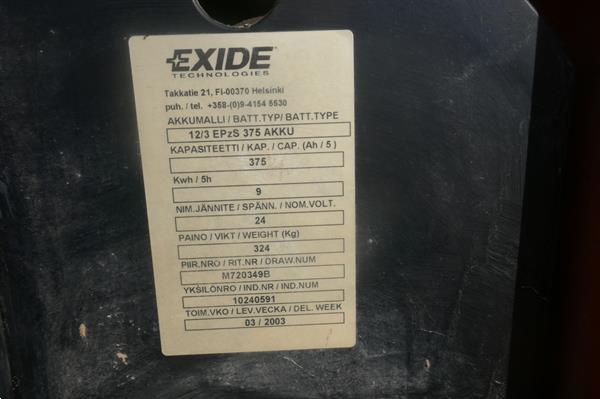 EXIDE
TECHNOLOGIES
Takkatie 21, FI-00370 Helsinki
puh. / tel. +358-(0)9-4154 5530
AKKUMALLI / BATT.TYP/ BATT.TYPE
12/3 EPzS 375 AKKU
KAPASITEETTI / KAP. / CAP. (Ah / 5 )
375
Kwh / 5h
9
NIM.JÄNNITE / SPÄNN. / NOM.VOLT.
24
PAINO / VIKT / WEIGHT (Kg)
324
PIIR.NRO / RIT.NR / DRAW.NUM
M720349B
YKSILÖNRO / IND.NR / IND.NUM
10240591
TOIM.VKO / LEV.VECKA / DEL. WEEK
03 / 2003